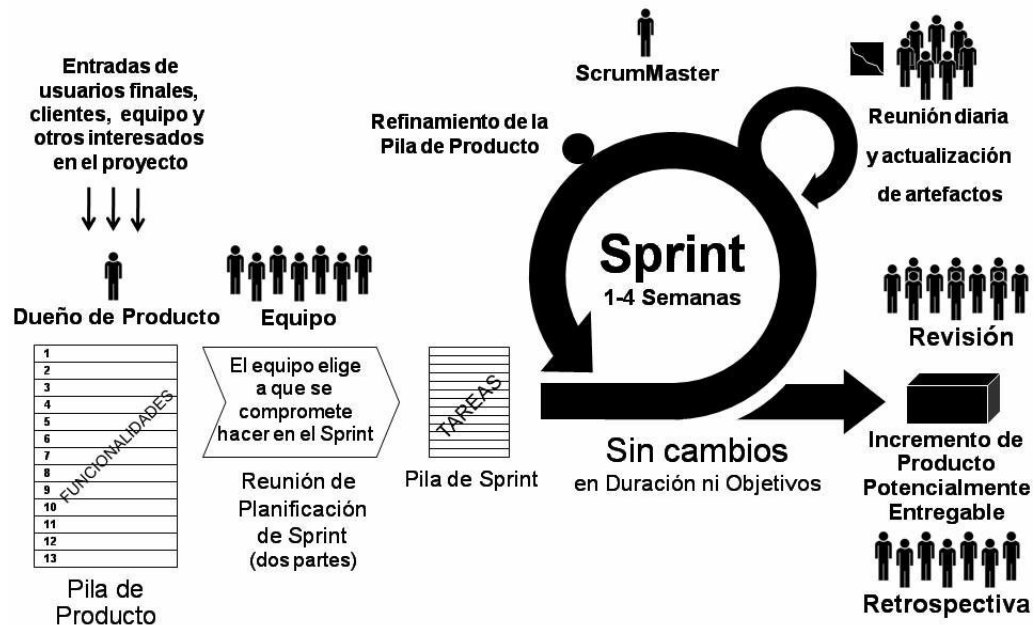 Entradas de
usuarios finales,
clientes, equipo y
otros interesados
en el proyecto
Dueño de Producto
1
2
3
4
5
6
7
8
9
10
11
12
13
FUNCIONALIDADES
Pila de
Producto
Equipo
El equipo elige
a que se
compromete
hacer en el Sprint
Reunión de
Planificación
de Sprint
(dos partes)
TAREAS
Pila de Sprint
ScrumMaster
Refinamiento de la
Pila de Producto
Sprint
1-4 Semanas
Sin cambios
en Duración ni Objetivos
Reunión diaria
y actualización
de artefactos
Revisión
Incremento de
Producto
Potencialmente
Entregable
Retrospectiva